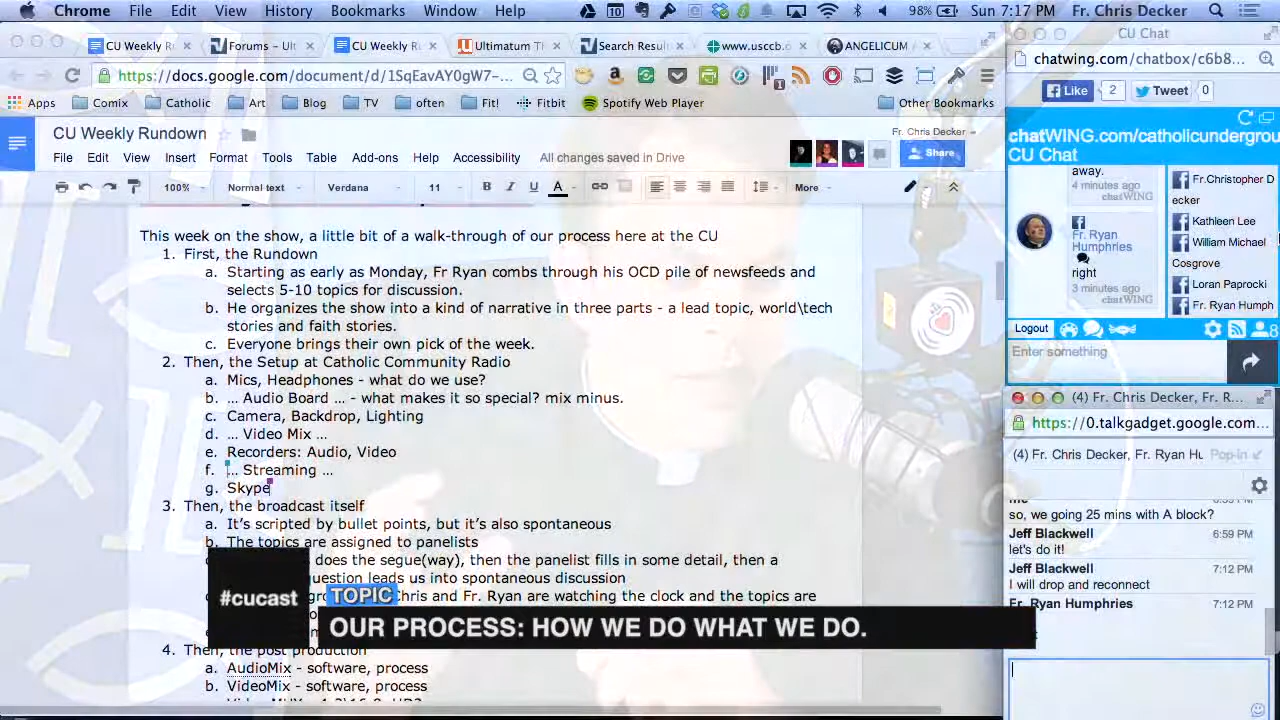 Chrome File Edit View History Bookmarks Window Help 10 1 98% Sun 7:17 PM Fr. Chris Decker
CU Weekly R
Forums - Ult
CU Weekly R
Ultimatum T
Search Resul
www.usccb.o
ANGELICUM
https://docs.google.com/document/d/1SqEavAY0gW7-
Apps Comix Catholic Art Blog TV often Fit! Fitbit Spotify Web Player Other Bookmarks
CU Weekly Rundown
Fr. Chris Decker
File Edit View Insert Format Tools Table Add-ons Help Accessibility All changes saved in Drive
Share
100% Normal text Verdana 11 B I U A More
This week on the show, a little bit of a walk-through of our process here at the CU
1. First, the Rundown
a. Starting as early as Monday, Fr Ryan combs through his OCD pile of newsfeeds and
selects 5-10 topics for discussion.
b. He organizes the show into a kind of narrative in three parts - a lead topic, world\tech
stories and faith stories.
c. Everyone brings their own pick of the week.
2. Then, the Setup at Catholic Community Radio
a. Mics, Headphones - what do we use?
b. ... Audio Board ... - what makes it so special? mix minus.
c. Camera, Backdrop, Lighting
d. ... Video Mix ...
e. Recorders: Audio, Video
f. ... Streaming ...
g. Skype
3. Then, the broadcast itself
a. It's scripted by bullet points, but it's also spontaneous
b. The topics are assigned to panelists
does the segue(way), then the panelist fills in some detail, then a
question leads us into spontaneous discussion
Chris and Fr. Ryan are watching the clock and the topics are
#cucast
TOPIC
OUR PROCESS: HOW WE DO WHAT WE DO.
4. Then, the post production
a. AudioMix - software, process
b. VideoMix - software, process
CU Chat
chatwing.com/chatbox/c6b8...
Like 2 Tweet 0
chatWING.com/catholicundergrou
CU Chat
away.
4 minutes ago
chatWING
Fr. Ryan
Humphries
right
3 minutes ago
chatWING
Fr.Christopher D
ecker
Kathleen Lee
William Michael
Cosgrove
Loran Paprocki
Fr. Ryan Humph
Logout 8
Enter something
(4) Fr. Chris Decker, Fr. R...
https://0.talkgadget.google.com...
(4) Fr. Chris Decker, Fr. Ryan Hu Pop-in
so, we going 25 mins with A block?
Jeff Blackwell 6:59 PM
let's do it!
Jeff Blackwell 7:12 PM
I will drop and reconnect
Fr. Ryan Humphries 7:12 PM